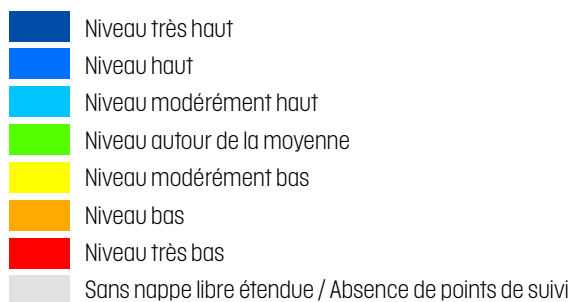 Niveau très haut
Niveau haut
Niveau modérément haut
Niveau autour de la moyenne
Niveau modérément bas
Niveau bas
Niveau très bas
Sans nappe libre étendue / Absence de points de suivi